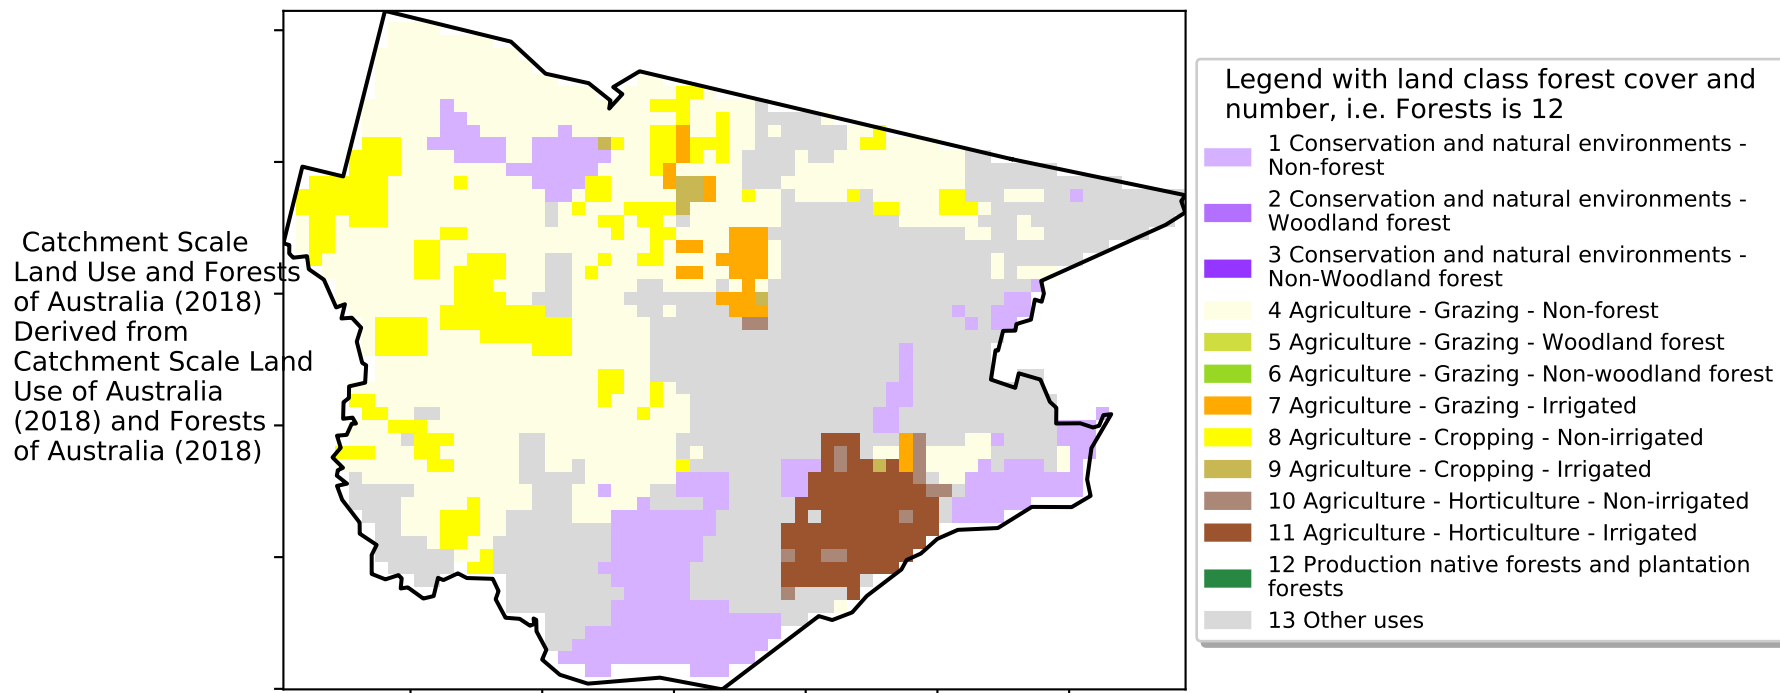 Catchment Scale
Land Use and Forests
of Australia (2018)
Derived from
Catchment Scale Land
Use of Australia
(2018) and Forests
of Australia (2018)
Legend with land class forest cover and
number, i.e. Forests is 12
1 Conservation and natural environments -
Non-forest
2 Conservation and natural environments -
Woodland forest
3 Conservation and natural environments -
Non-Woodland forest
4 Agriculture - Grazing - Non-forest
5 Agriculture - Grazing - Woodland forest
6 Agriculture - Grazing - Non-woodland forest
7 Agriculture - Grazing - Irrigated
8 Agriculture - Cropping - Non-irrigated
9 Agriculture - Cropping - Irrigated
10 Agriculture - Horticulture - Non-irrigated
11 Agriculture - Horticulture - Irrigated
12 Production native forests and plantation
forests
13 Other uses